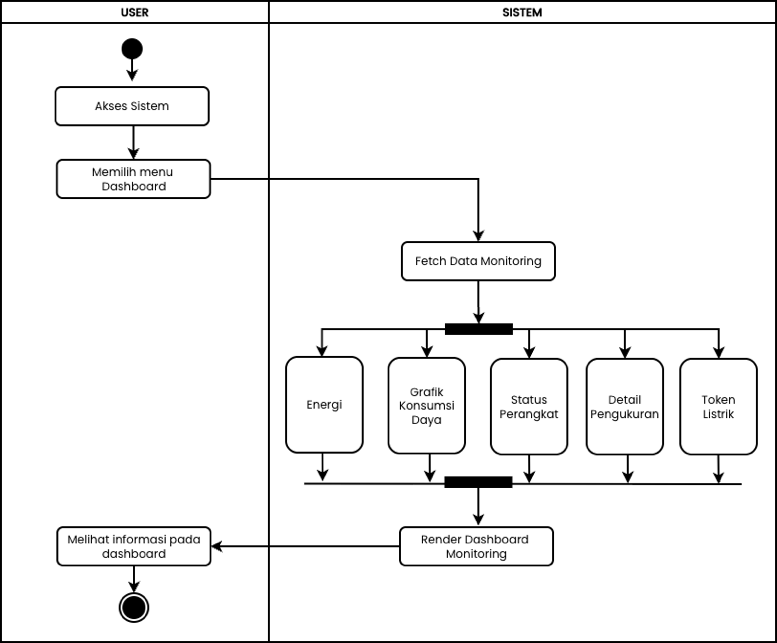 USER
SISTEM
Akses Sistem
Memilih menu
Dashboard
Fetch Data Monitoring
Energi
Grafik
Konsumsi
Daya
Status
Perangkat
Detail
Pengukuran
Token
Listrik
Melihat informasi pada
dashboard
Render Dashboard
Monitoring